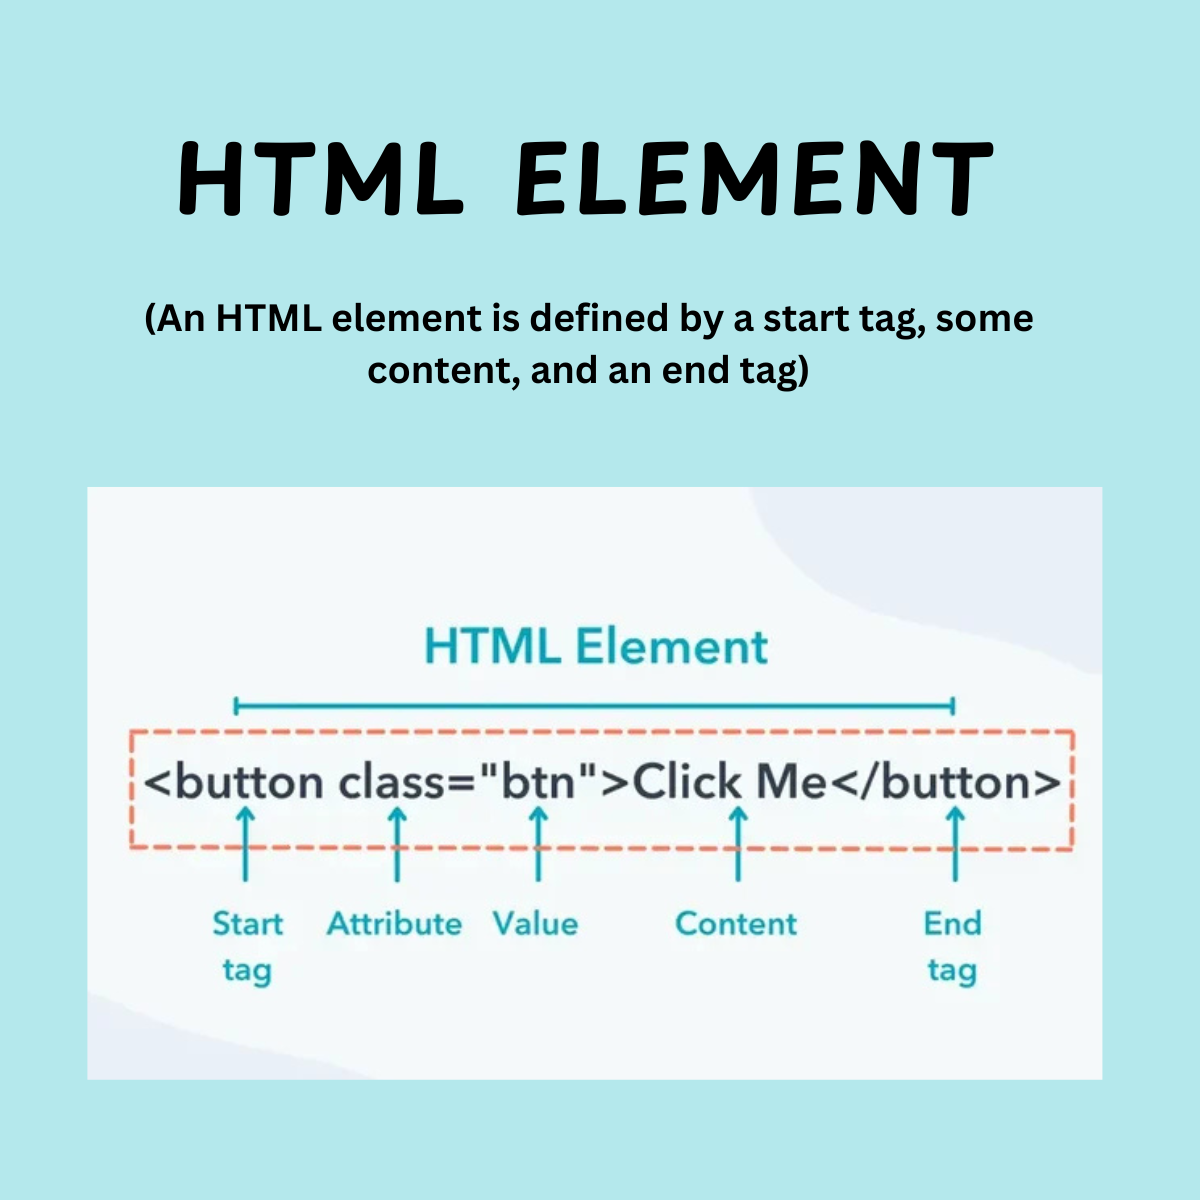 HTML ELEMENT
(An HTML element is defined by a start tag, some
content, and an end tag)
HTML Element
<button class="btn">Click Me</button>
Start Attribute Value Content End
tag tag